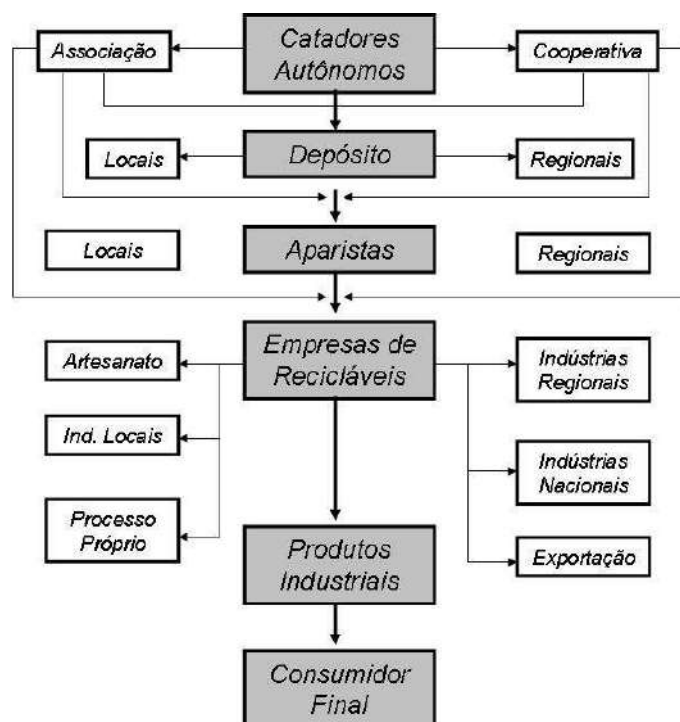 Associação
Catadores
Autônomos
Cooperativa
Locais
Depósito
Regionais
Locais
Aparistas
Regionais
Artesanato
Empresas de
Recicláveis
Indústrias
Regionais
Ind. Locais
Indústrias
Nacionais
Processo
Próprio
Produtos
Industriais
Exportação
Consumidor
Final